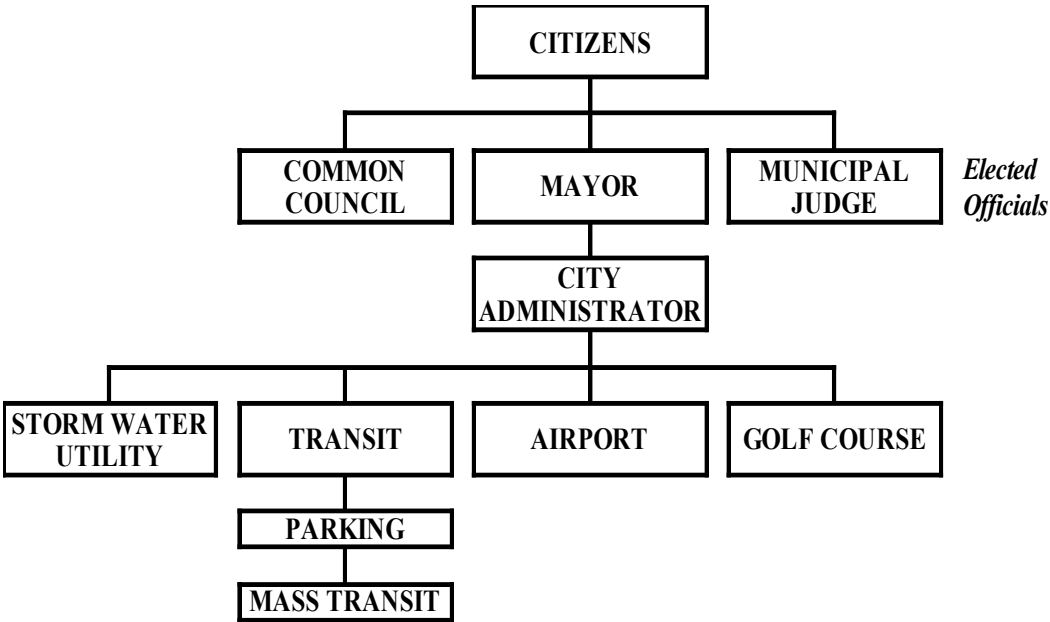 CITIZENS
COMMON
COUNCIL
MAYOR
MUNICIPAL
JUDGE
Elected
Officials
CITY
ADMINISTRATOR
STORM WATER
UTILITY
TRANSIT
AIRPORT
GOLF COURSE
PARKING
MASS TRANSIT